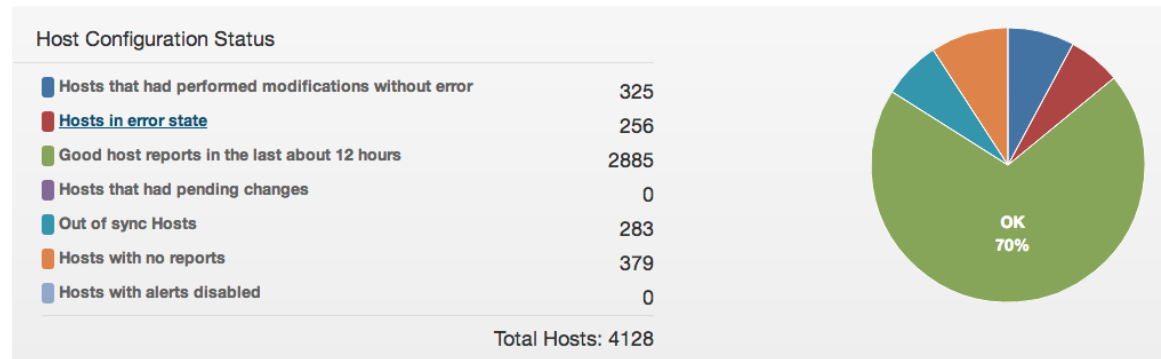 Host Configuration Status
Hosts that had performed modifications without error 325
Hosts in error state 256
Good host reports in the last about 12 hours 2885
Hosts that had pending changes 0
Out of sync Hosts 283
Hosts with no reports 379
Hosts with alerts disabled 0
Total Hosts: 4128
OK
70%